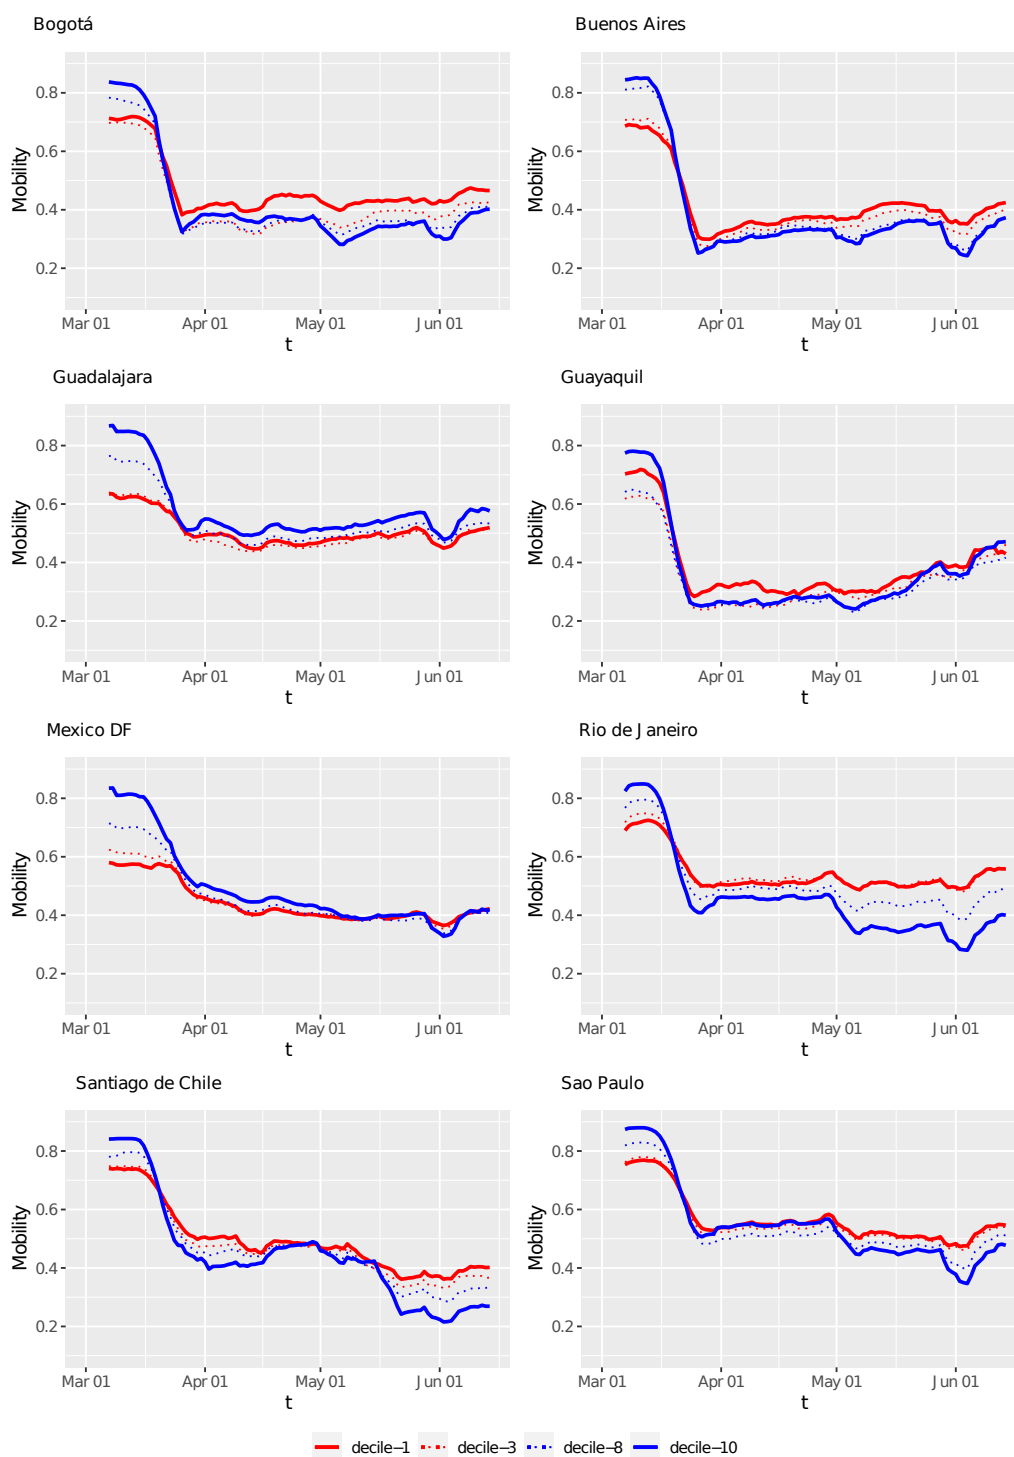 Bogotá
Buenos Aires
0.8
0.6
0.4
0.2
Mobility
Mar 01
Apr 01
May 01
Jun 01
t
0.8
0.6
0.4
0.2
Mobility
Mar 01
Apr 01
May 01
Jun 01
t
Guadalajara
Guayaquil
0.8
0.6
0.4
0.2
Mobility
Mar 01
Apr 01
May 01
Jun 01
t
0.8
0.6
0.4
0.2
Mobility
Mar 01
Apr 01
May 01
Jun 01
t
Mexico DF
Rio de Janeiro
0.8
0.6
0.4
0.2
Mobility
Mar 01
Apr 01
May 01
Jun 01
t
0.8
0.6
0.4
0.2
Mobility
Mar 01
Apr 01
May 01
Jun 01
t
Santiago de Chile
Sao Paulo
0.8
0.6
0.4
0.2
Mobility
Mar 01
Apr 01
May 01
Jun 01
t
0.8
0.6
0.4
0.2
Mobility
Mar 01
Apr 01
May 01
Jun 01
t
decile−1 decile−3 decile−8 decile−10